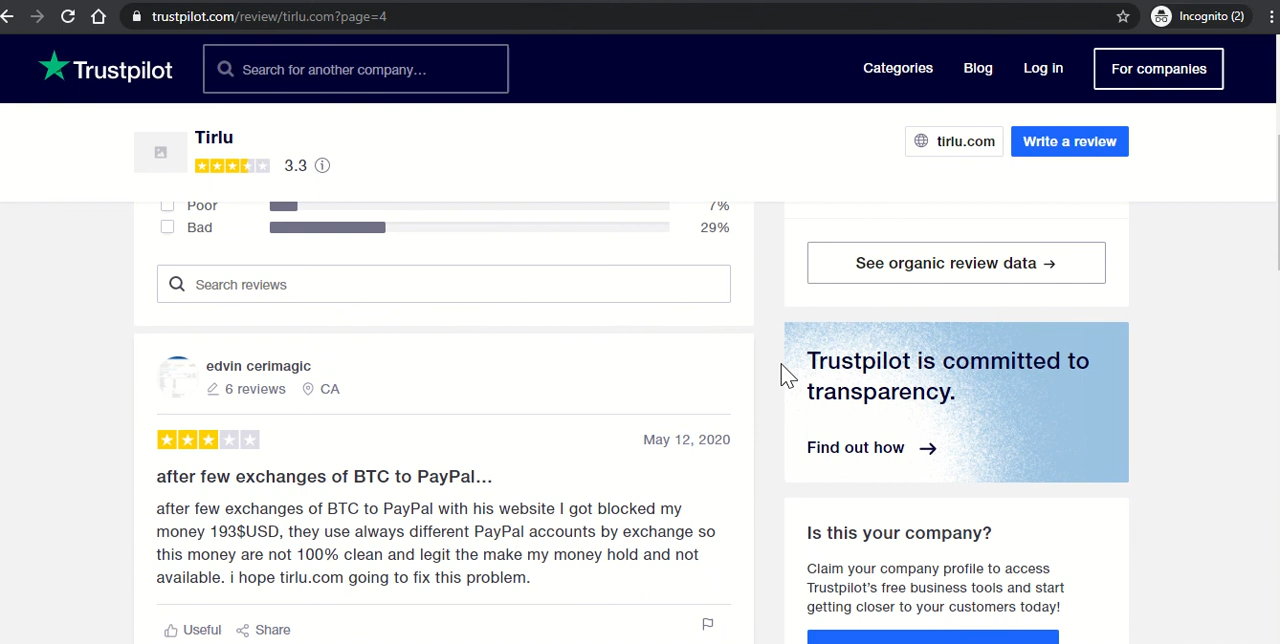 trustpilot.com/review/tirlu.com?page=4
Incognito (2)
Trustpilot
Search for another company...
Categories
Blog
Log in
For companies
Tirlu
3.3
tirlu.com
Write a review
Poor
7%
Bad
29%
Search reviews
See organic review data →
edvin cerimagic
6 reviews
CA
May 12, 2020
after few exchanges of BTC to PayPal...
after few exchanges of BTC to PayPal with his website I got blocked my
money 193$USD, they use always different PayPal accounts by exchange so
this money are not 100% clean and legit the make my money hold and not
available. i hope tirlu.com going to fix this problem.
Useful
Share
Trustpilot is committed to
transparency.
Find out how →
Is this your company?
Claim your company profile to access
Trustpilot's free business tools and start
getting closer to your customers today!